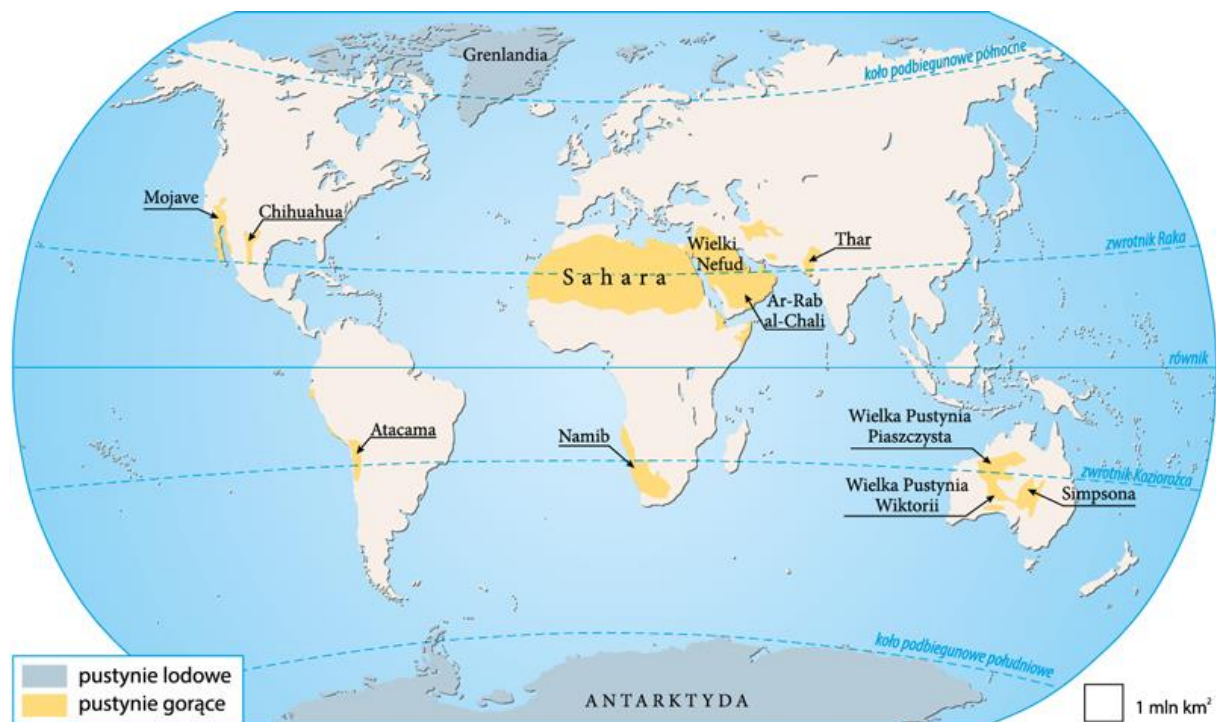 Grenlandia
koło podbiegunowe północne
Mojave
Chihuahua
zwrotnik Raka
Sahara
Wielki
Nefud
Thar
Ar-Rab
al-Chali
równik
Atacama
Namib
Wielka Pustynia
Piaszczysta
zwrotnik Koziorożca
Wielka Pustynia
Wiktorii
Simpsona
koło podbiegunowe południowe
ANTARKTYDA
pustynie lodowe
pustynie gorące
1 mln km²